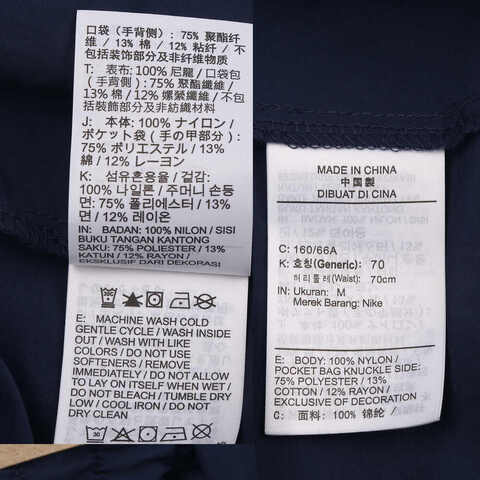 口袋（手背侧）: 75% 聚酯纤
维 / 13% 棉 / 12% 粘纤 / 不
包括装饰部分及非纤维物质
T: 表布: 100% 尼龍 / 口袋包
(手背側) : 75% 聚酯纖維 /
13% 棉 / 12% 嫘縈纖維 / 不
包括裝飾部分及非紡織材料
J: 本体: 100% ナイロン /
ポケット袋 ( 手の甲部分 ) :
75% ポリエステル / 13%
綿 / 12% レーヨン
K: 섬유혼용율 / 겉감:
100% 나일론 / 주머니 손등
면: 75% 폴리에스터 / 13%
면 / 12% 레이온
IN: BADAN: 100% NILON / SISI
BUKU TANGAN KANTONG
SAKU: 75% POLIESTER / 13%
KATUN / 12% RAYON /
EKSKLUSIF DARI DEKORASI
E: MACHINE WASH COLD
GENTLE CYCLE / WASH INSIDE
OUT / WASH WITH LIKE
COLORS / DO NOT USE
SOFTENERS / REMOVE
IMMEDIATELY / DO NOT ALLOW
TO LAY ON ITSELF WHEN WET /
DO NOT BLEACH / TUMBLE DRY
LOW / COOL IRON / DO NOT
DRY CLEAN
MADE IN CHINA
中国製
DIBUAT DI CINA
C: 160/66A
K: 호칭(Generic): 70
허리둘레(Waist): 70cm
IN: Ukuran: M
Merek Barang: Nike
E: BODY: 100% NYLON /
POCKET BAG KNUCKLE SIDE:
75% POLYESTER / 13%
COTTON / 12% RAYON /
EXCLUSIVE OF DECORATION
C: 面料: 100% 锦纶 /